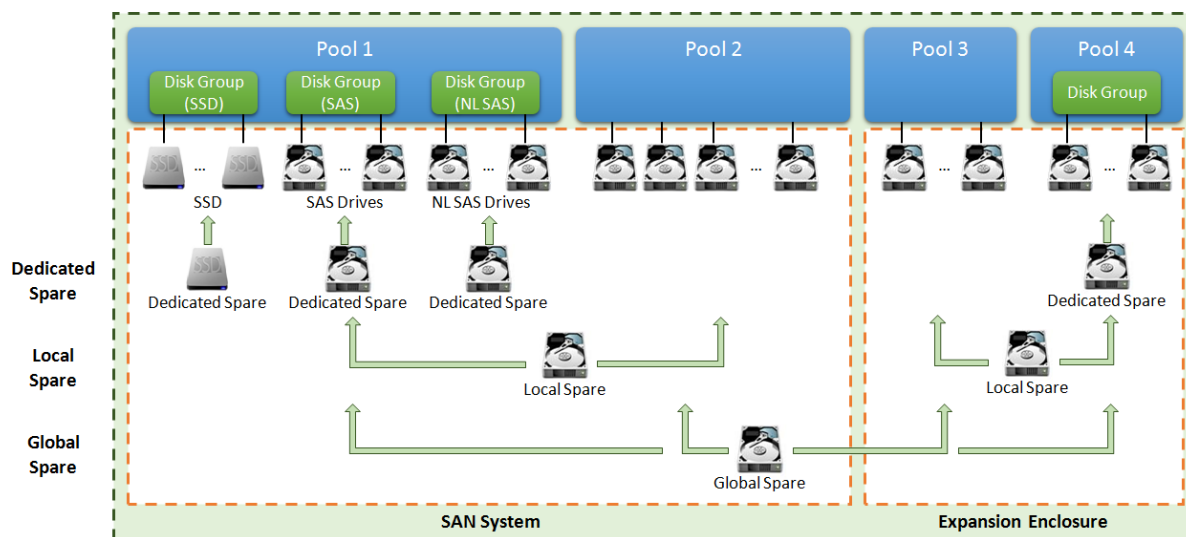 Pool 1
Pool 2
Pool 3
Pool 4
Disk Group
(SSD)
Disk Group
(SAS)
Disk Group
(NL SAS)
Disk Group
SSD
SSD
...
...
...
...
...
...
SSD
SAS Drives
NL SAS Drives
Dedicated
Spare
SSD
Dedicated Spare
Dedicated Spare
Dedicated Spare
Dedicated Spare
Local
Spare
Local Spare
Local Spare
Global
Spare
Global Spare
SAN System
Expansion Enclosure